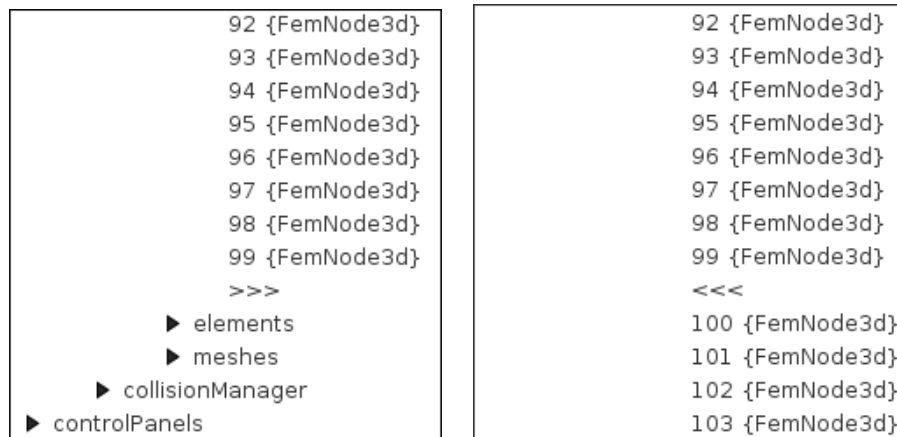 92 {FemNode3d}
93 {FemNode3d}
94 {FemNode3d}
95 {FemNode3d}
96 {FemNode3d}
97 {FemNode3d}
98 {FemNode3d}
99 {FemNode3d}
>>>
elements
meshes
collisionManager
controlPanels
92 {FemNode3d}
93 {FemNode3d}
94 {FemNode3d}
95 {FemNode3d}
96 {FemNode3d}
97 {FemNode3d}
98 {FemNode3d}
99 {FemNode3d}
<<<
100 {FemNode3d}
101 {FemNode3d}
102 {FemNode3d}
103 {FemNode3d}